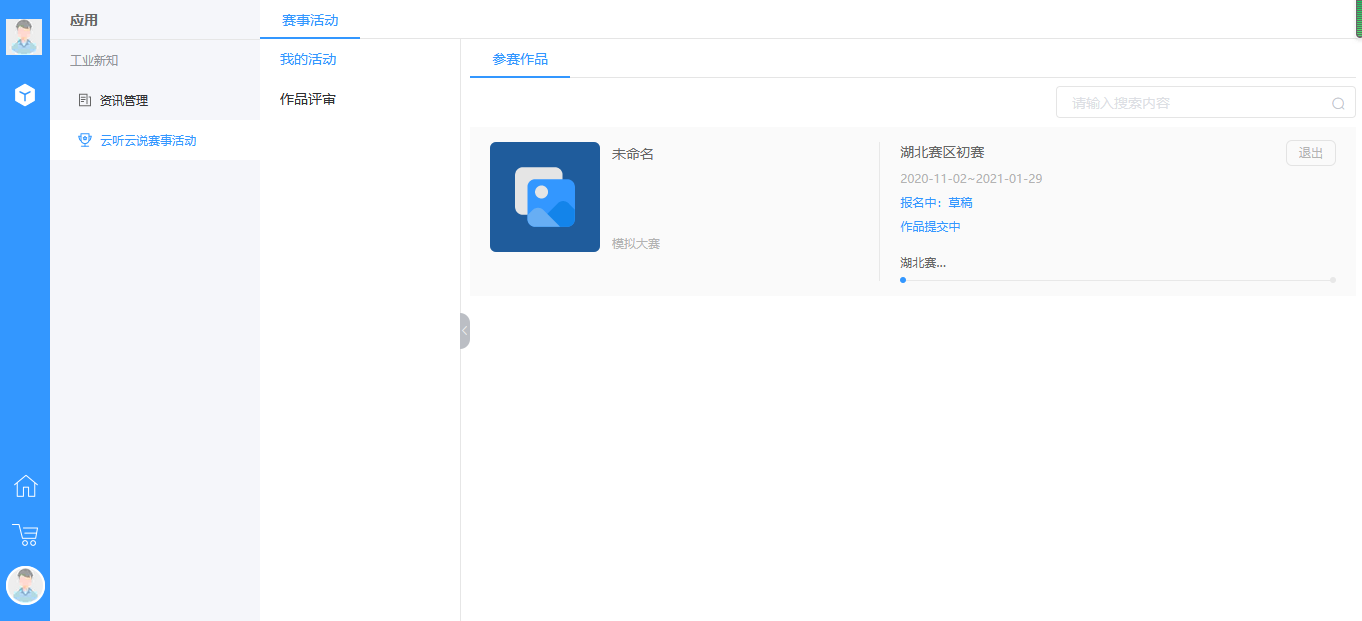 应用
工业新知
资讯管理
云听云说赛事活动
赛事活动
我的活动
作品评审
参赛作品
请输入搜索内容
未命名
模拟大赛
湖北赛区初赛
退出
2020-11-02~2021-01-29
报名中：草稿
作品提交中
湖北赛...